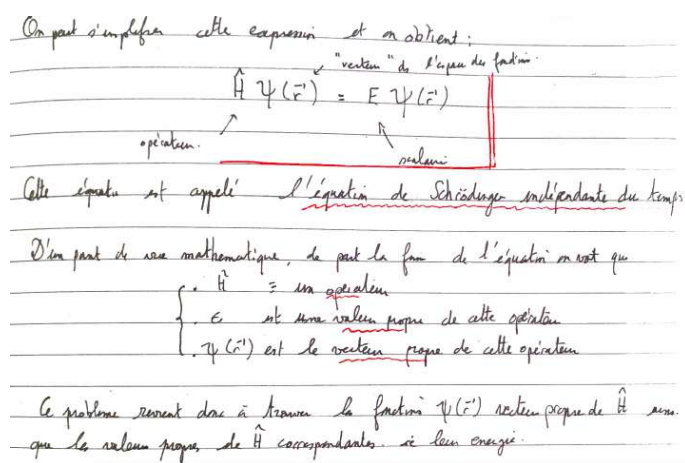 On peut simplifier cette expression et on obtient :
"vecteur" de l'espace des fonctions.
Ĥ Ψ(r⃗) = E Ψ(r⃗)
opérateur.
scalaire
Cette équation est appelé l'équation de Schrödinger indépendante du temps
D'un point de vue mathématique, de part la forme de l'équation on voit que
. Ĥ ≡ un opérateur
. E est une valeur propre de cette opérateur
. Ψ(r⃗) est le vecteur propre de cette opérateur
Ce problème revient donc à trouver la fonction Ψ(r⃗) vecteur propre de Ĥ
que les valeurs propres de Ĥ correspondantes. ie leur energie.